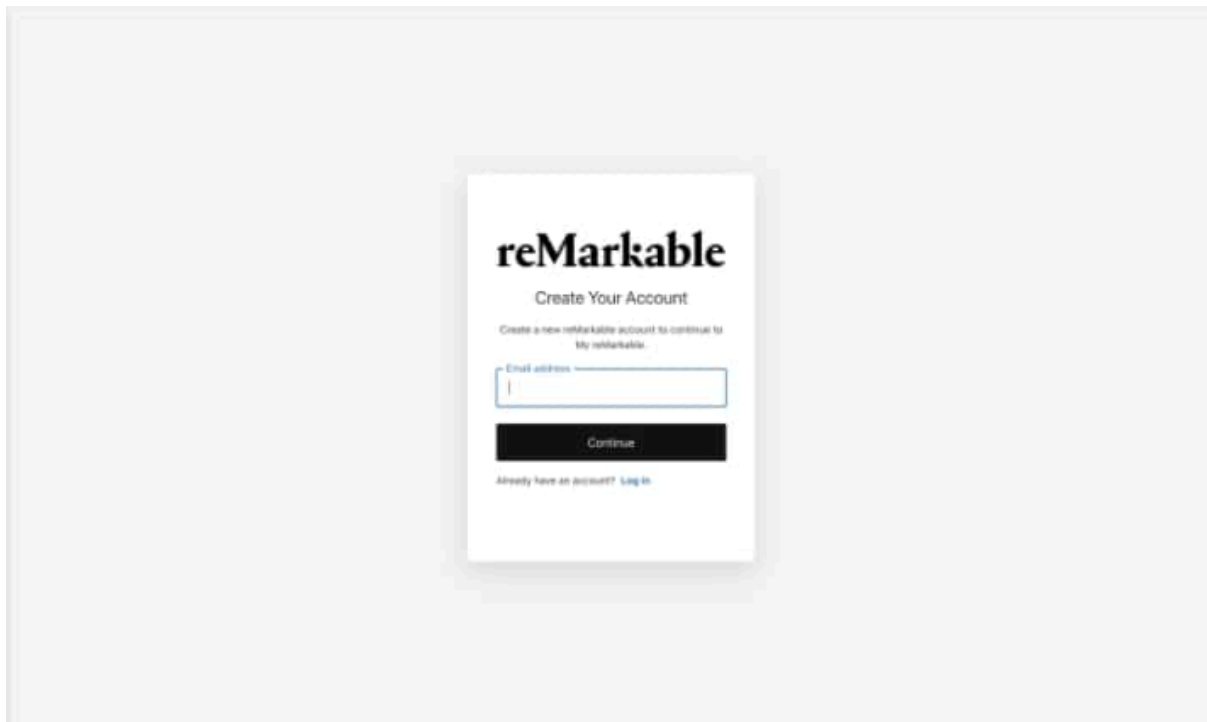 reMarkable
Create Your Account
Create a new reMarkable account to continue to
My reMarkable.
Email address
Continue
Already have an account? Log in